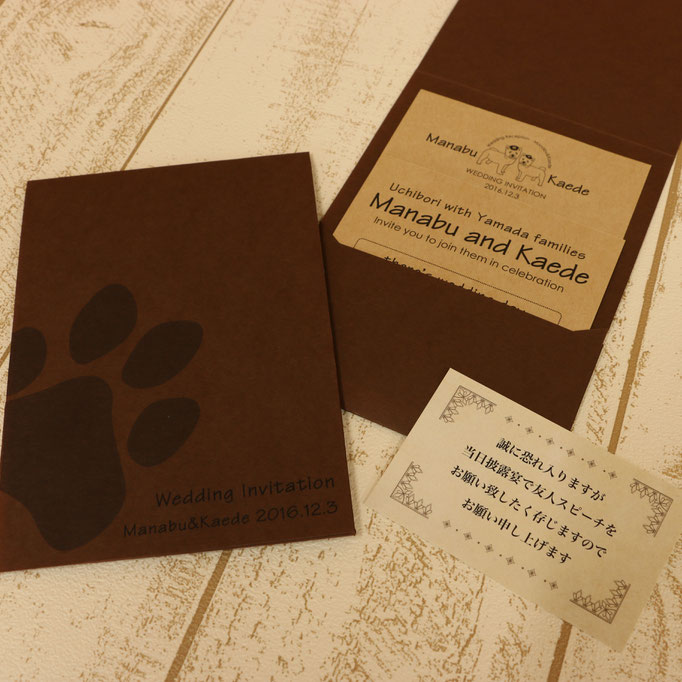 Wedding Invitation
Manabu&Kaede 2016.12.3
Manabu
Kaede
WEDDING INVITATION
2016.12.3
Uchibori with Yamada families
Manabu and Kaede
Invite you to join them in celebration
誠に恐れ入りますが
当日披露宴で友人スピーチを
お願い致したく存じますので
お願い申し上げます